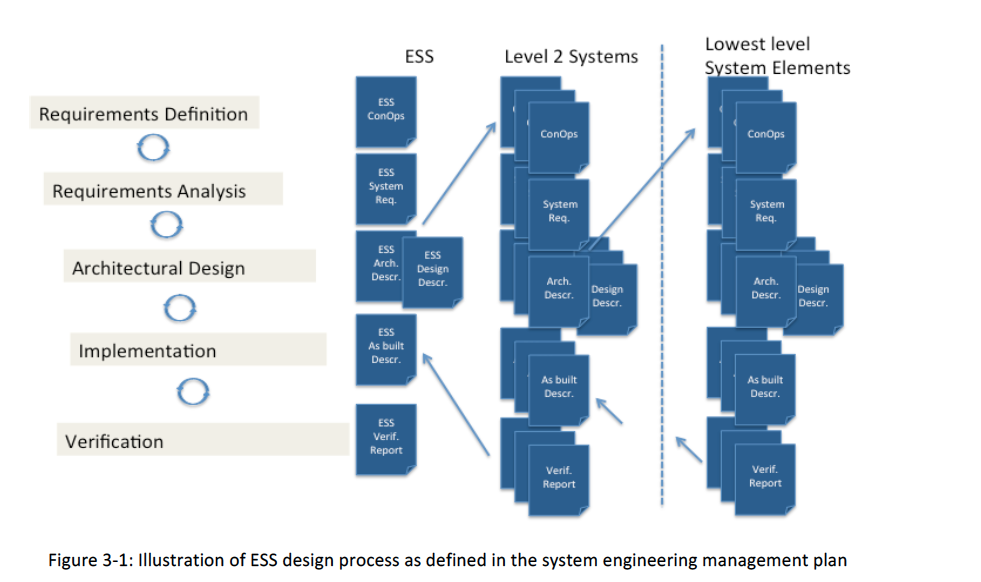 ESS
Level 2 Systems
Lowest level
System Elements
Requirements Definition
Requirements Analysis
Architectural Design
Implementation
Verification
ESS
ConOps
ESS
System
Req.
ESS
Arch.
Descr.
ESS
Design
Descr.
ESS
As built
Descr.
ESS
Verif.
Report
ConOps
System
Req.
Arch.
Descr.
Design
Descr.
As built
Descr.
Verif.
Report
ConOps
System
Req.
Arch.
Descr.
Design
Descr.
As built
Descr.
Verif.
Report
Figure 3-1: Illustration of ESS design process as defined in the system engineering management plan